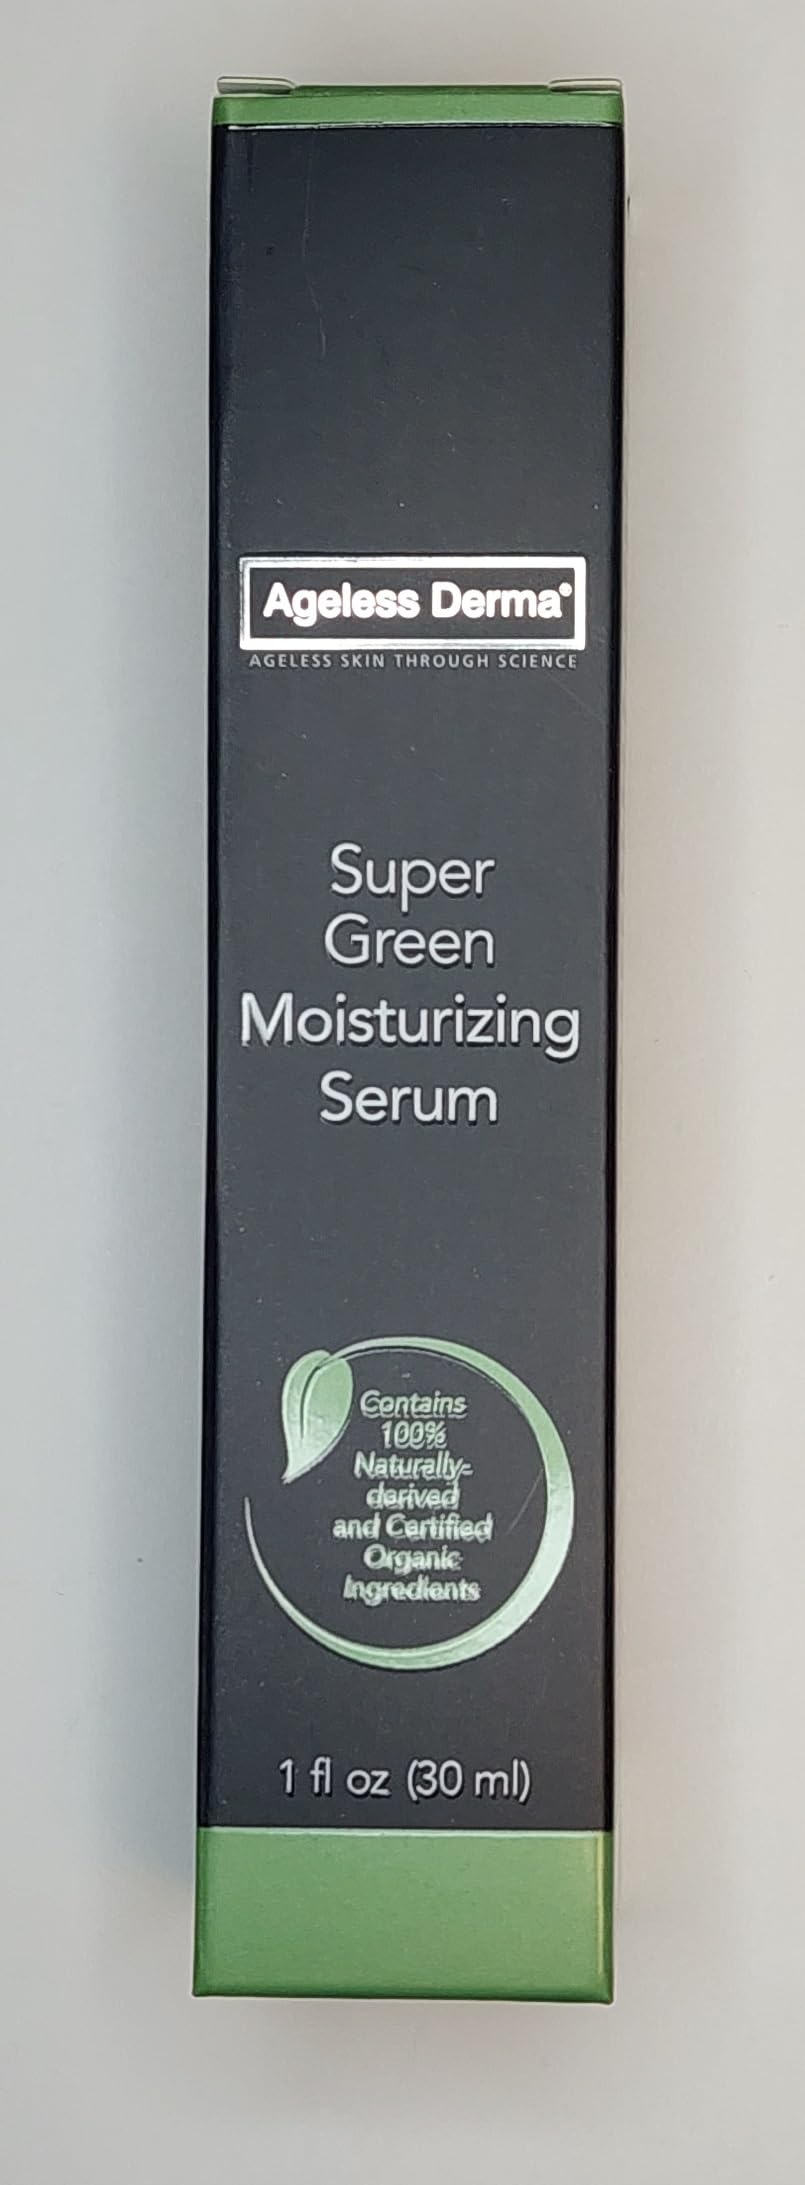 Ageless Derma®
AGELESS SKIN THROUGH SCIENCE
Super
Green
Moisturizing
Serum
Contains
100%
Naturally-
derived
and Certified
Organic
Ingredients
1 fl oz (30 ml)